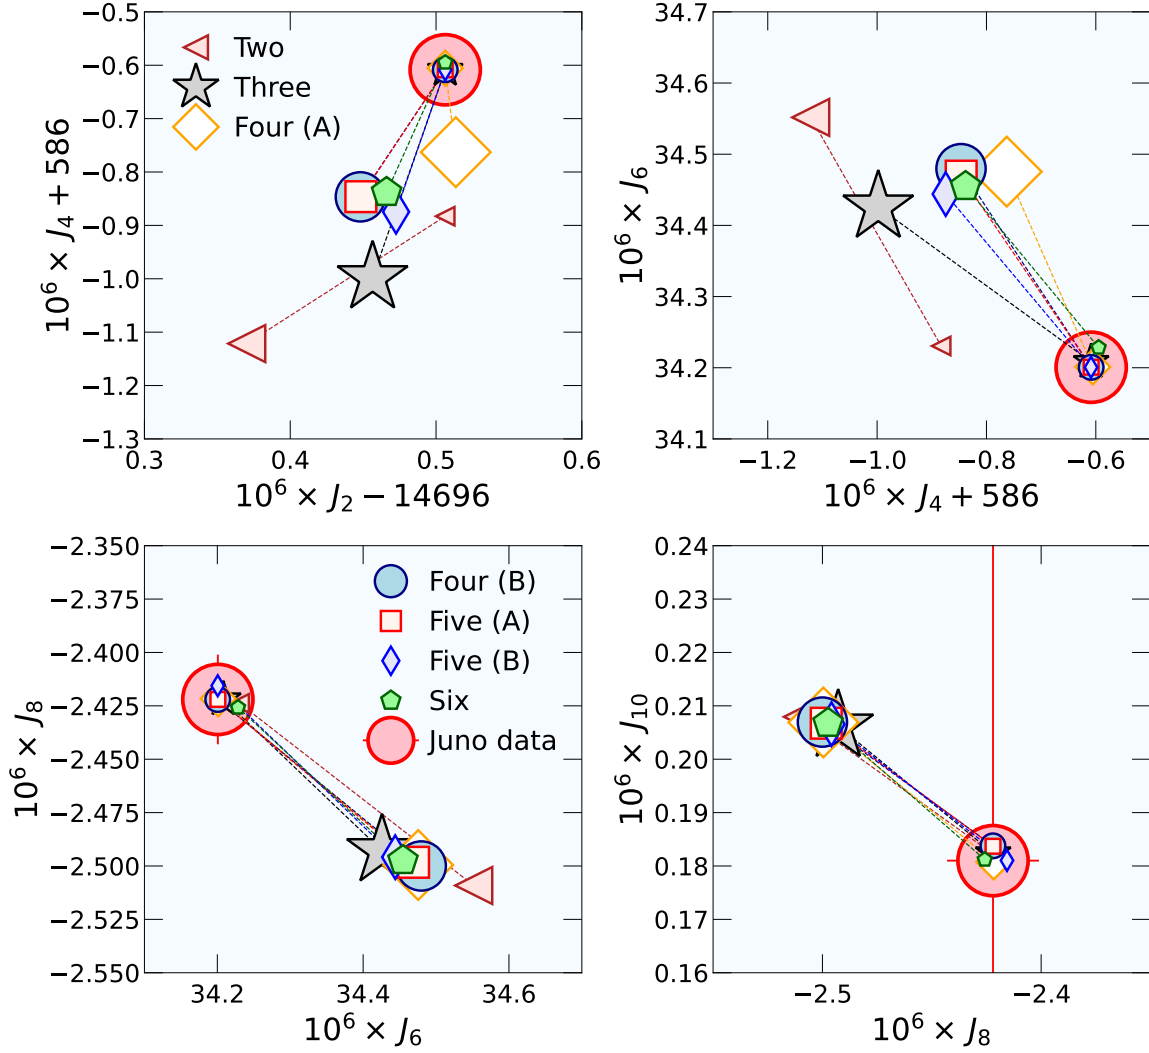 −0.5
−0.6
−0.7
−0.8
−0.9
−1.0
−1.1
−1.2
−1.3
10⁶ × J₄ + 586
Two
Three
Four (A)
0.3 0.4 0.5 0.6
10⁶ × J₂ − 14696
34.7
34.6
34.5
34.4
34.3
34.2
34.1
10⁶ × J₆
−1.2 −1.0 −0.8 −0.6
10⁶ × J₄ + 586
−2.350
−2.375
−2.400
−2.425
−2.450
−2.475
−2.500
−2.525
−2.550
10⁶ × J₈
Four (B)
Five (A)
Five (B)
Six
Juno data
34.2 34.4 34.6
10⁶ × J₆
0.24
0.23
0.22
0.21
0.20
0.19
0.18
0.17
0.16
10⁶ × J₁₀
−2.5 −2.4
10⁶ × J₈